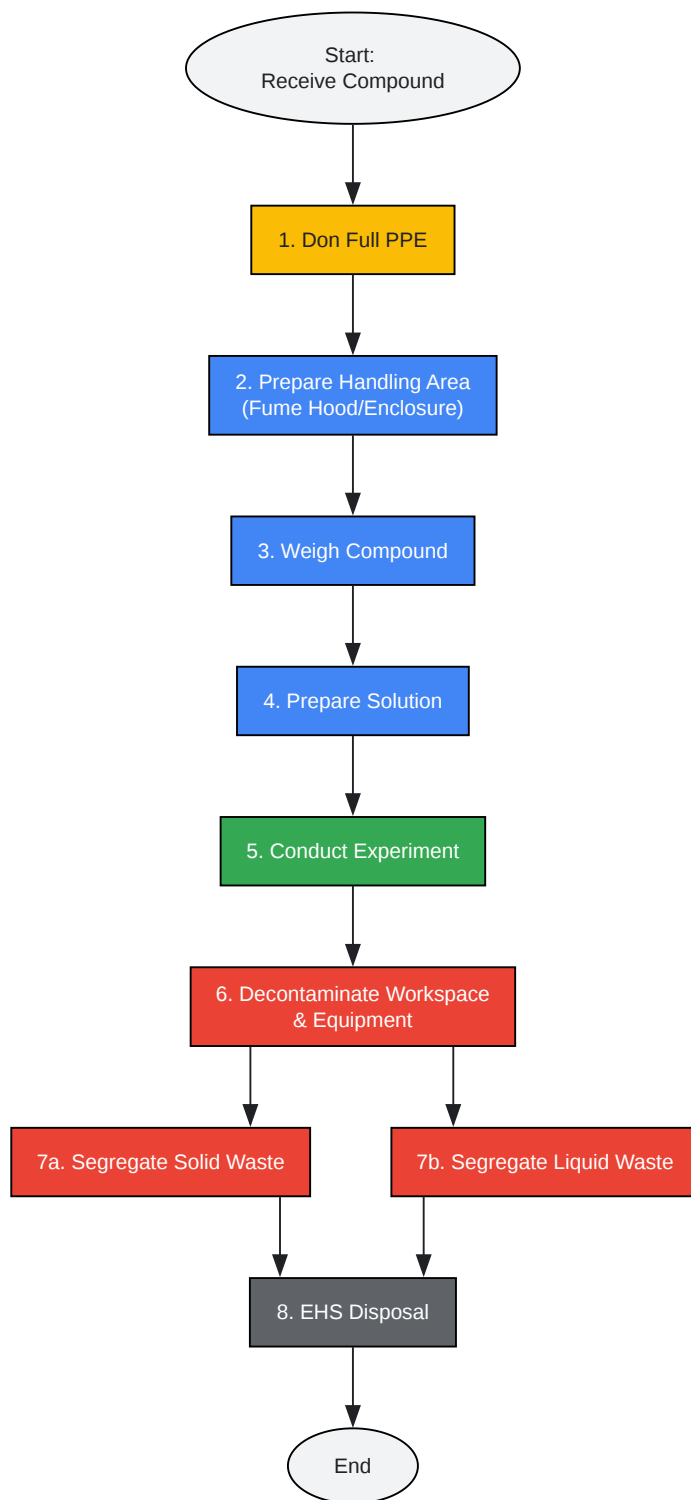 Start:
Receive Compound
1. Don Full PPE
2. Prepare Handling Area
(Fume Hood/Enclosure)
3. Weigh Compound
4. Prepare Solution
5. Conduct Experiment
6. Decontaminate Workspace
& Equipment
7a. Segregate Solid Waste
7b. Segregate Liquid Waste
8. EHS Disposal
End